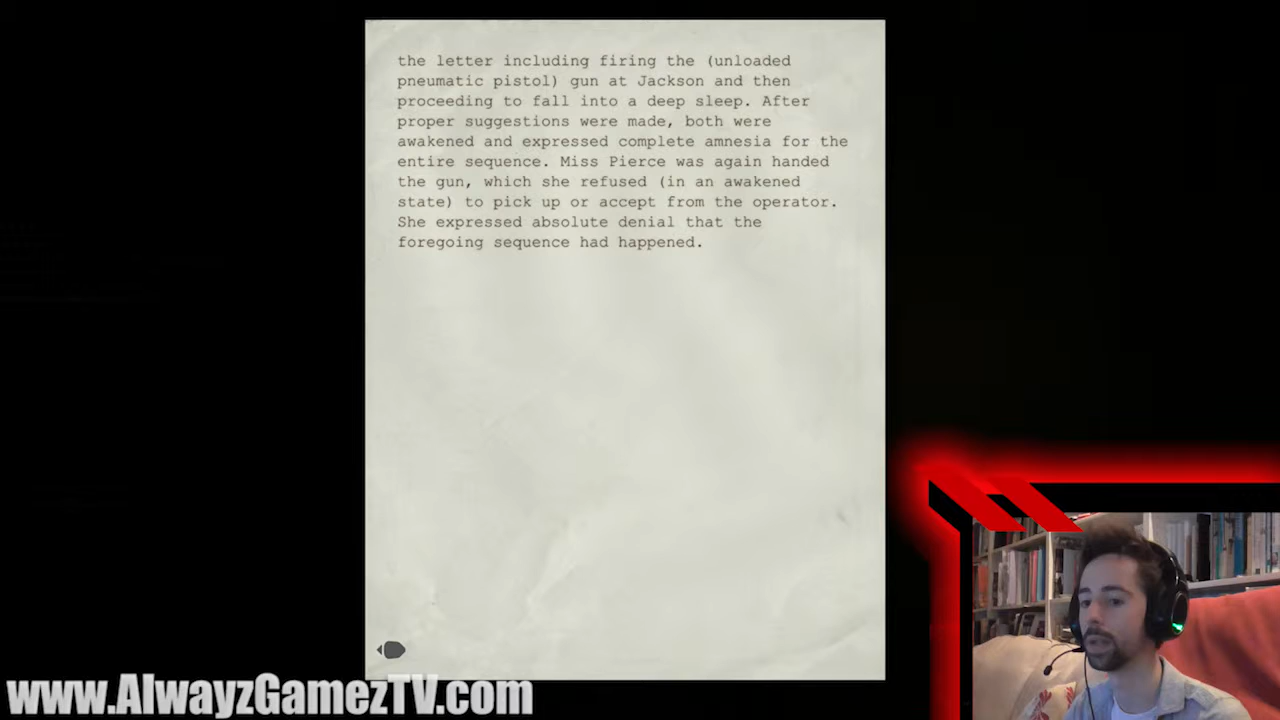 the letter including firing the (unloaded
pneumatic pistol) gun at Jackson and then
proceeding to fall into a deep sleep. After
proper suggestions were made, both were
awakened and expressed complete amnesia for the
entire sequence. Miss Pierce was again handed
the gun, which she refused (in an awakened
state) to pick up or accept from the operator.
She expressed absolute denial that the
foregoing sequence had happened.
www.AlwayzGamezTV.com